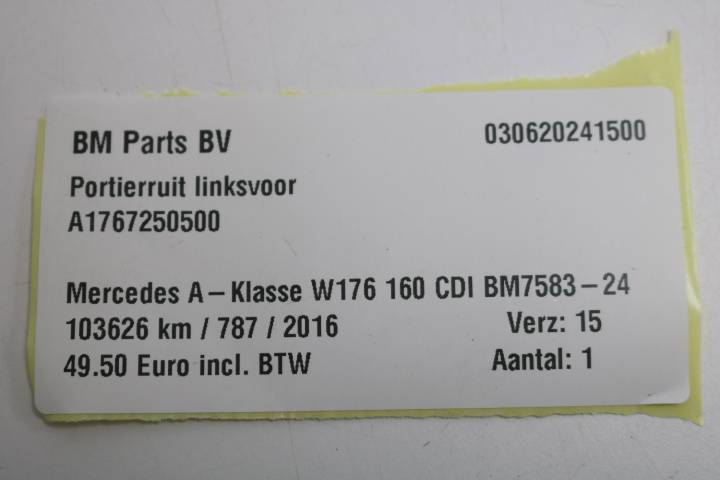 BM Parts BV 030620241500
Portierruit linksvoor
A1767250500
Mercedes A-Klasse W176 160 CDI BM7583-24
103626 km / 787 / 2016 Verz: 15
49.50 Euro incl. BTW Aantal: 1